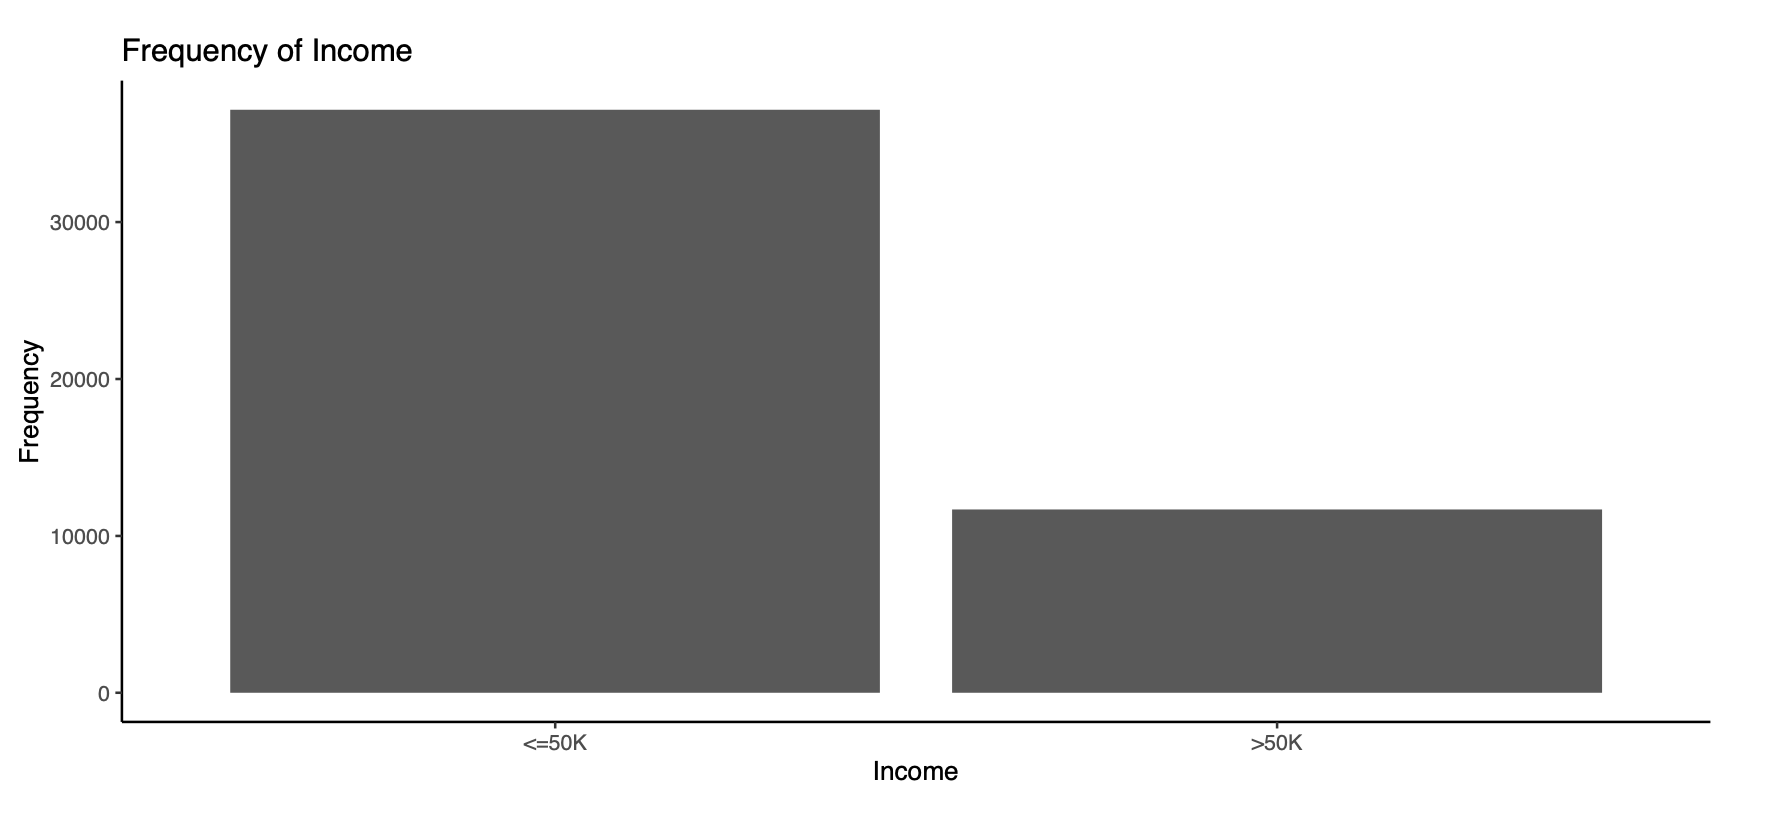 Frequency of Income
Frequency
30000
20000
10000
0
<=50K
>50K
Income